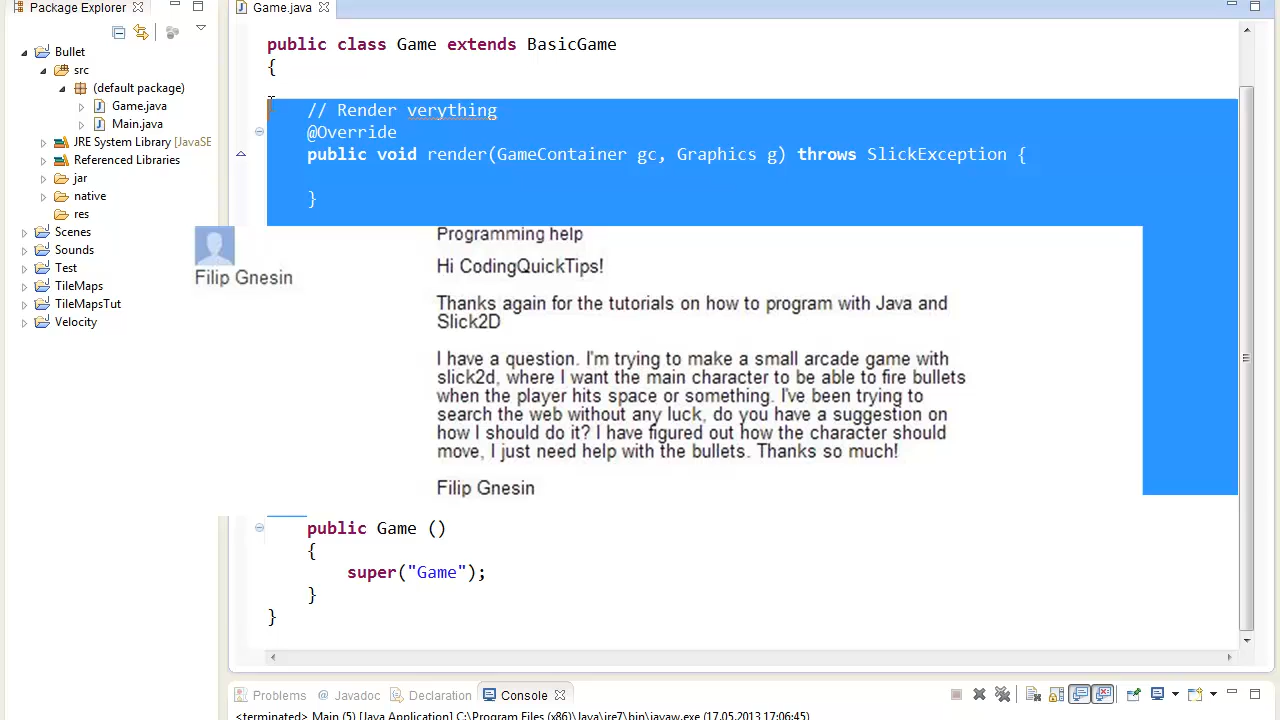 Package Explorer
Game.java
Bullet
src
(default package)
Game.java
Main.java
JRE System Library [JavaSE
Referenced Libraries
jar
native
res
Scenes
Sounds
Test
TileMaps
TileMapsTut
Velocity
public class Game extends BasicGame
{
// Render verything
@Override
public void render(GameContainer gc, Graphics g) throws SlickException {
}
Filip Gnesin
Programming help
Hi CodingQuickTips!
Thanks again for the tutorials on how to program with Java and
Slick2D
I have a question. I'm trying to make a small arcade game with
slick2d, where I want the main character to be able to fire bullets
when the player hits space or something. I've been trying to
search the web without any luck, do you have a suggestion on
how I should do it? I have figured out how the character should
move, I just need help with the bullets. Thanks so much!
Filip Gnesin
public Game ()
{
super("Game");
}
}
Problems
@ Javadoc
Declaration
Console
<terminated> Main (5) [Java Application] C:\Program Files (x86)\Java\jre7\bin\javaw.exe (17.05.2013 17:06:45)